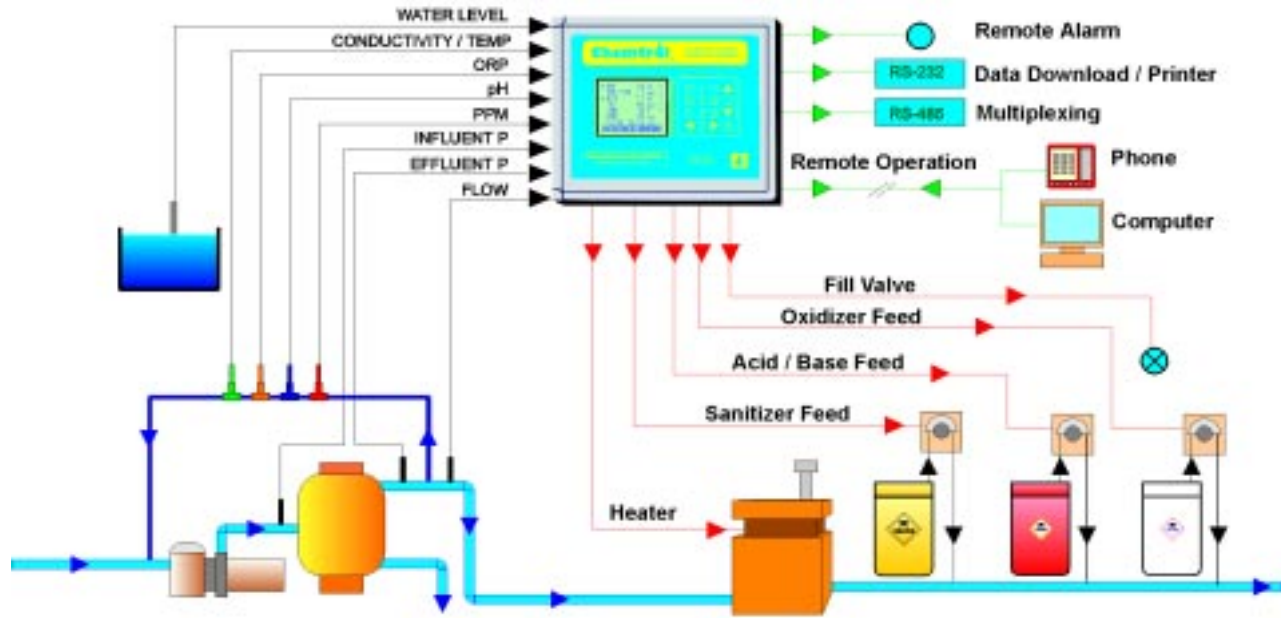 WATER LEVEL
CONDUCTIVITY / TEMP
ORP
pH
PPM
INFLUENT P
EFFLUENT P
FLOW
Chemtrol
Remote Alarm
RS-232
Data Download / Printer
RS-485
Multiplexing
Remote Operation
Phone
Computer
Fill Valve
Oxidizer Feed
Acid / Base Feed
Sanitizer Feed
Heater